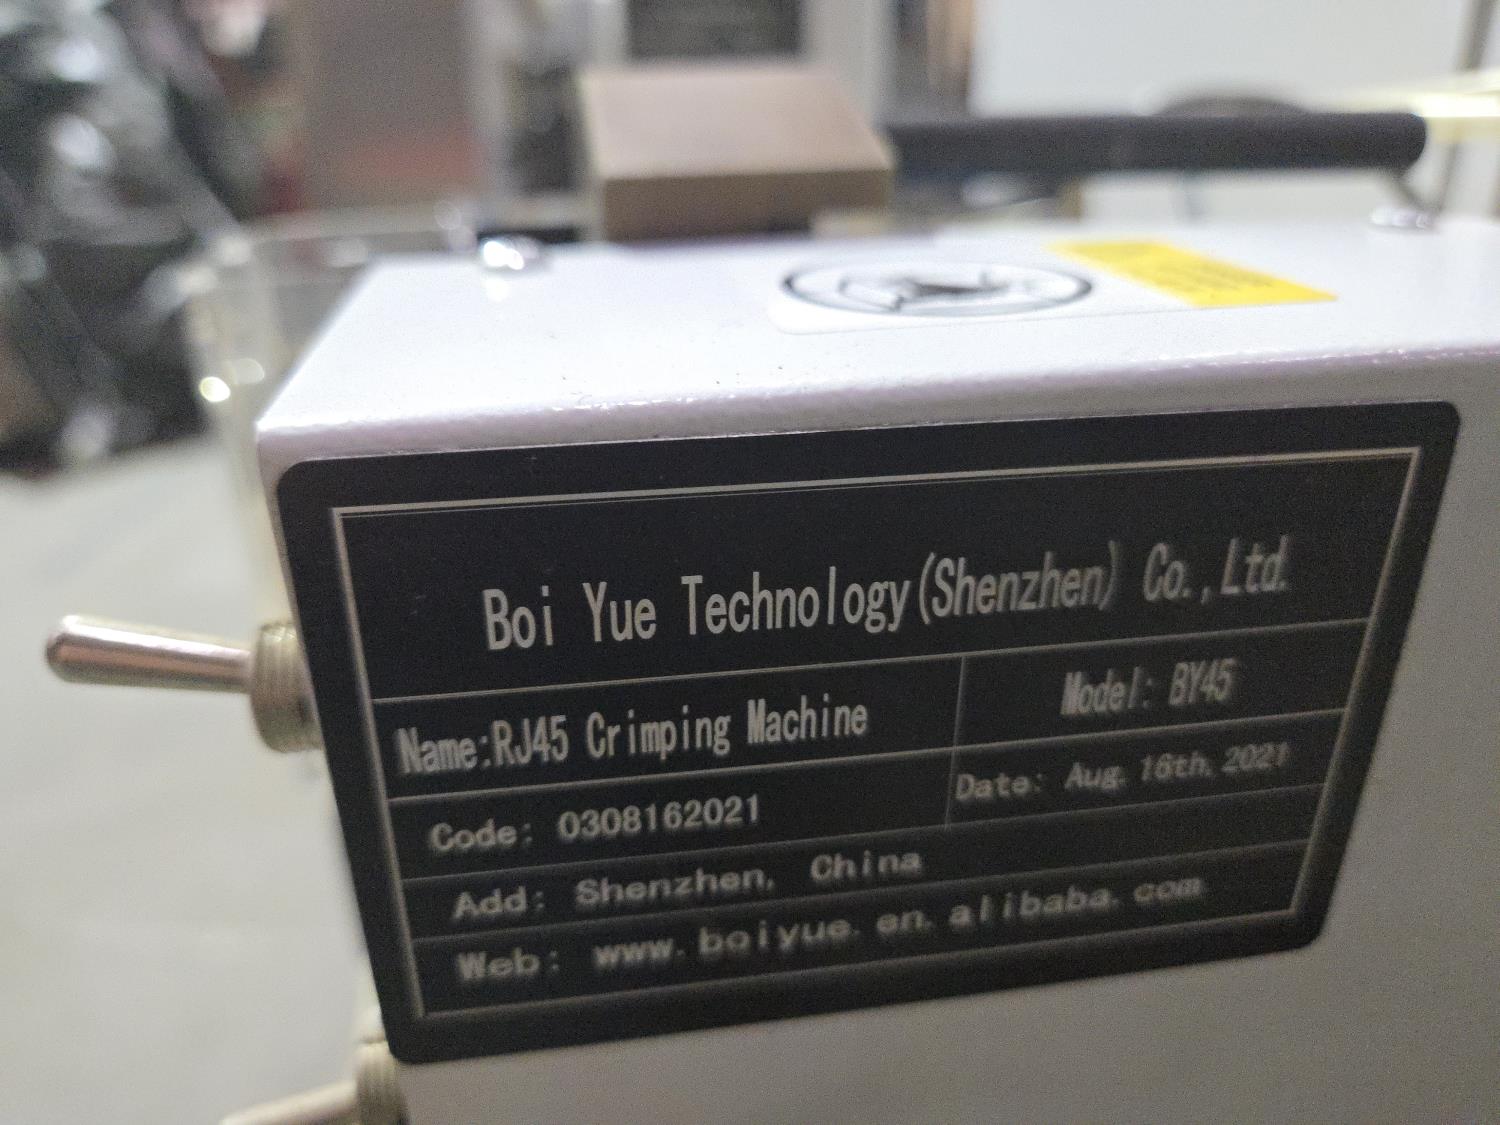 Boi Yue Technology(Shenzhen) Co.,Ltd.
Name:RJ45 Crimping Machine
Model: BY45
Code: 0308162021
Date: Aug. 16th. 2021
Add: Shenzhen, China
Web: www.boiyue.en.alibaba.com